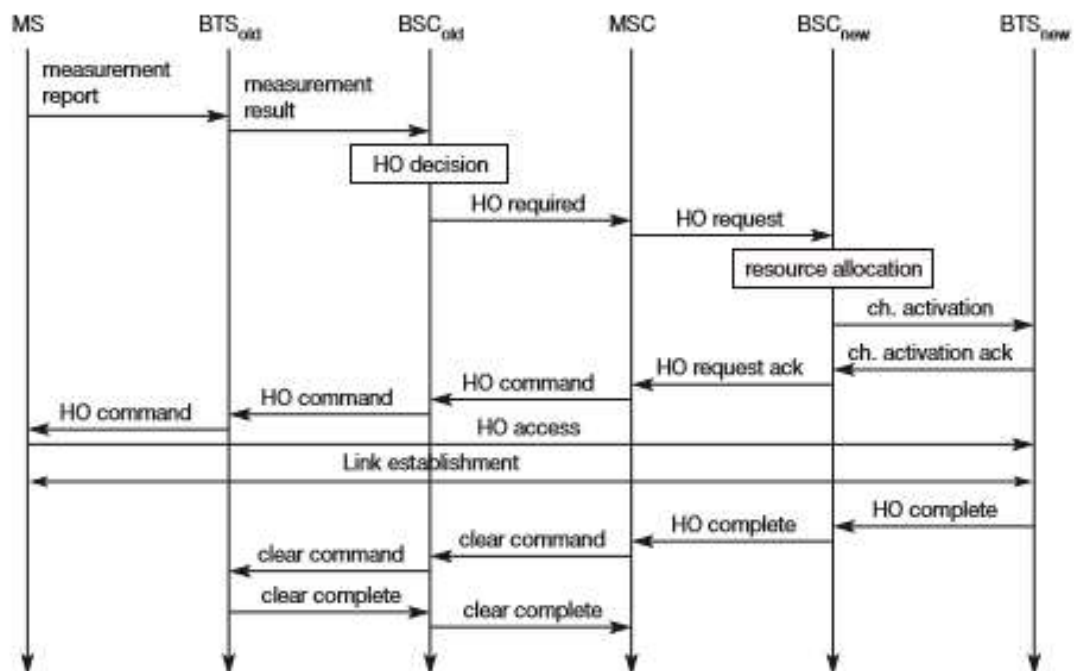 MS
BTSold
BSCold
MSC
BSCnew
BTSnew
measurement
report
measurement
result
HO decision
HO required
HO request
resource allocation
ch. activation
ch. activation ack
HO request ack
HO command
HO command
HO command
HO access
Link establishment
HO complete
HO complete
clear command
clear command
clear complete
clear complete